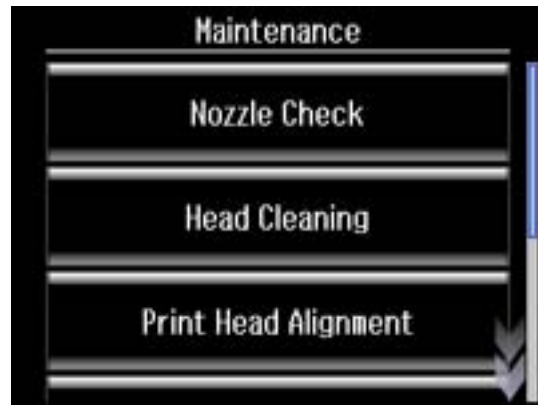 Maintenance
Nozzle Check
Head Cleaning
Print Head Alignment